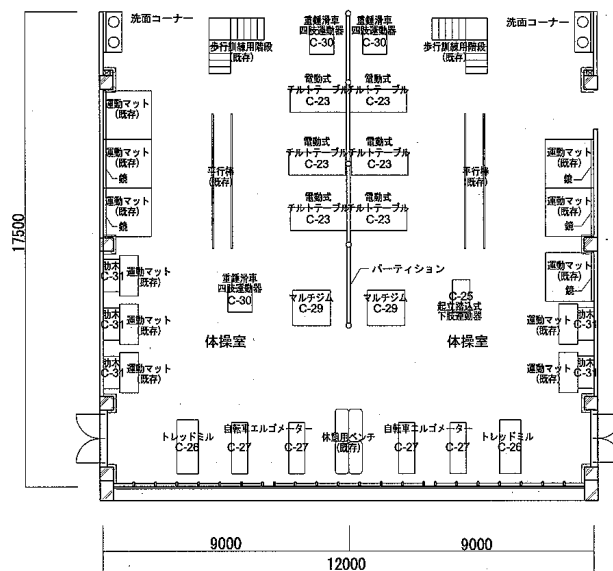 洗面コーナー
重錘滑車
四肢運動器
C-30
重錘滑車
四肢運動器
C-30
洗面コーナー
歩行訓練用階段
(既存)
歩行訓練用階段
(既存)
電動式
チルトテーブル
C-23
電動式
チルトテーブル
C-23
運動マット
(既存)
運動マット
(既存)
鏡
運動マット
(既存)
鏡
平行棒
(既存)
電動式
チルトテーブル
C-23
電動式
チルトテーブル
C-23
平行棒
(既存)
運動マット
(既存)
鏡
運動マット
(既存)
鏡
電動式
チルトテーブル
C-23
電動式
チルトテーブル
C-23
17500
パーティション
肋木
C-31
運動マット
(既存)
重錘滑車
四肢運動器
C-30
マルチジム
C-29
マルチジム
C-29
C-25
起立踏込式
下肢運動器
運動マット
(既存)
鏡
肋木
C-31
運動マット
(既存)
運動マット
(既存)
肋木
C-31
体操室
体操室
肋木
C-31
運動マット
(既存)
運動マット
(既存)
肋木
C-31
トレッドミル
C-26
自転車エルゴメーター
C-27
C-27
休憩用ベンチ
(既存)
自転車エルゴメーター
C-27
C-27
トレッドミル
C-26
9000
9000
12000